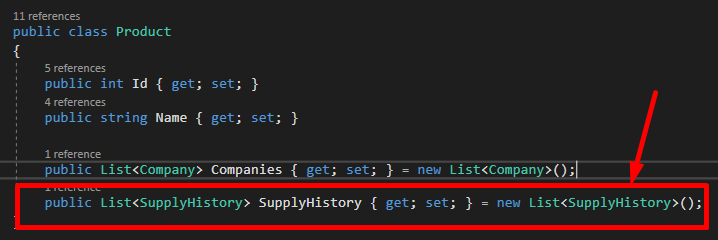 11 references
public class Product
{
5 references
public int Id { get; set; }
4 references
public string Name { get; set; }
1 reference
public List<Company> Companies { get; set; } = new List<Company>();
1 reference
public List<SupplyHistory> SupplyHistory { get; set; } = new List<SupplyHistory>();
}